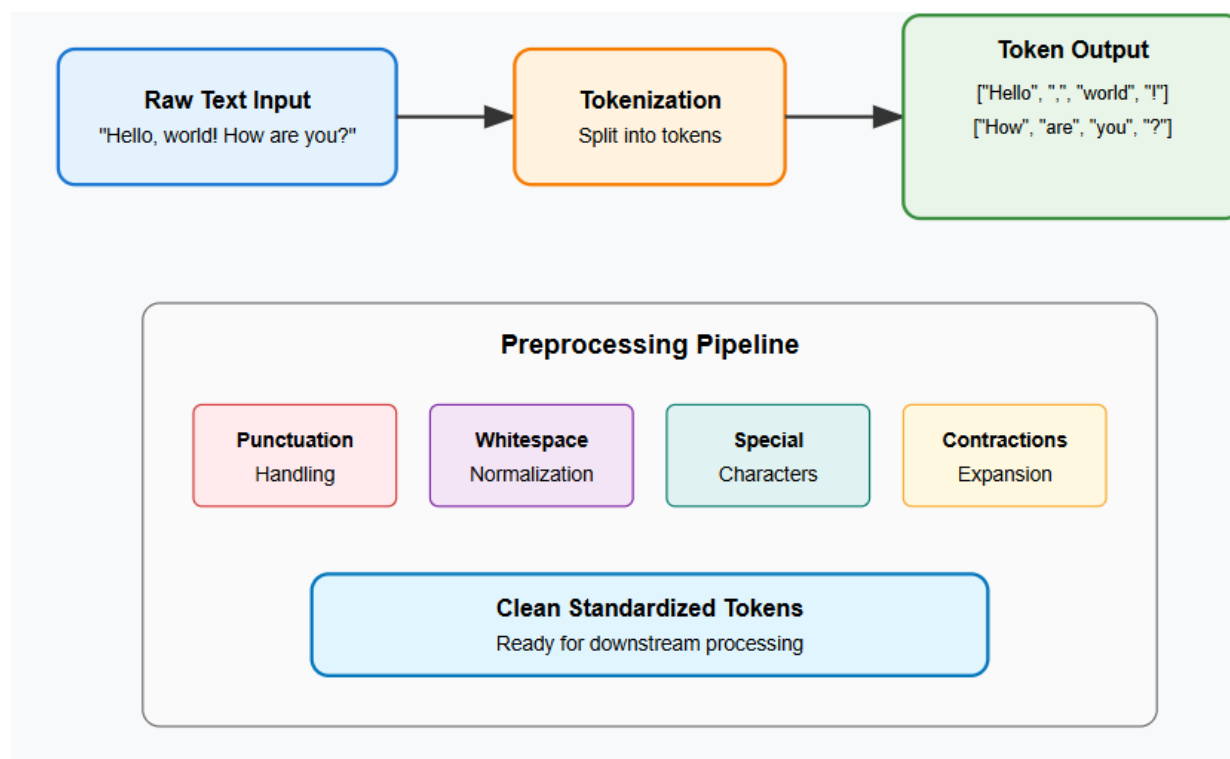 Raw Text Input
"Hello, world! How are you?"
Tokenization
Split into tokens
Token Output
["Hello", ",", "world", "!"]
["How", "are", "you", "?"]
Preprocessing Pipeline
Punctuation
Handling
Whitespace
Normalization
Special
Characters
Contractions
Expansion
Clean Standardized Tokens
Ready for downstream processing